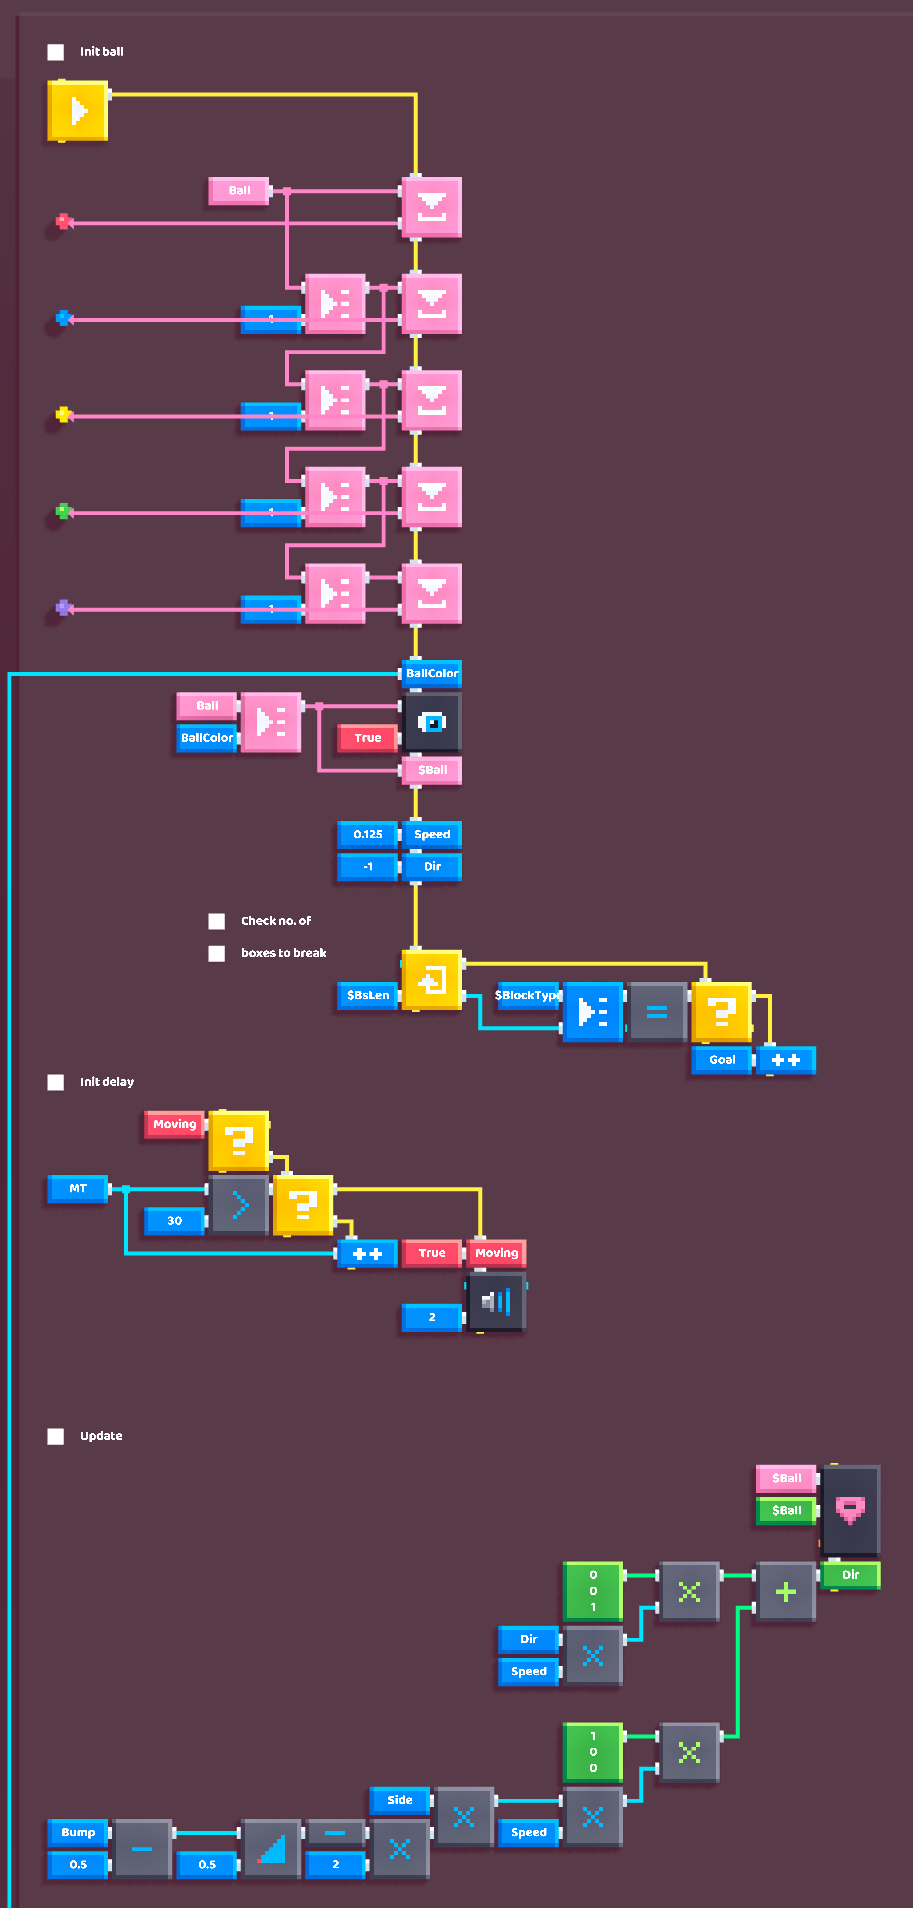 Init ball
Ball
1
1
1
1
BallColor
Ball
BallColor
True
$Ball
0.125 Speed
-1 Dir
Check no. of
boxes to break
$BsLen
$BlockTyp
=
?
Goal ++
Init delay
Moving ?
MT
30
>
?
++ True Moving
2
Update
$Ball
$Ball
Dir
0
0
1
+
Dir
Speed
1
0
0
Side
Speed
Bump
0.5
0.5
2